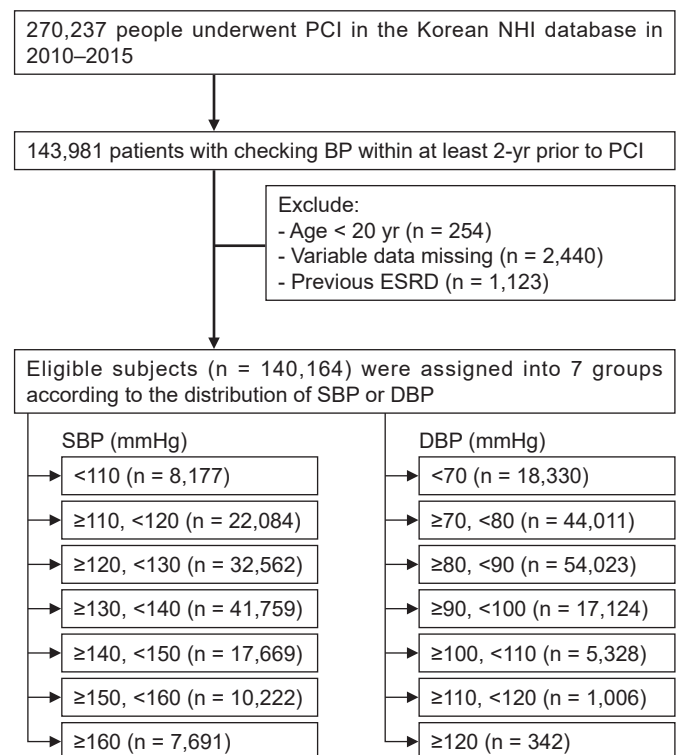 270,237 people underwent PCI in the Korean NHI database in
2010–2015
143,981 patients with checking BP within at least 2-yr prior to PCI
Exclude:
- Age < 20 yr (n = 254)
- Variable data missing (n = 2,440)
- Previous ESRD (n = 1,123)
Eligible subjects (n = 140,164) were assigned into 7 groups
according to the distribution of SBP or DBP
SBP (mmHg)
<110 (n = 8,177)
≥110, <120 (n = 22,084)
≥120, <130 (n = 32,562)
≥130, <140 (n = 41,759)
≥140, <150 (n = 17,669)
≥150, <160 (n = 10,222)
≥160 (n = 7,691)
DBP (mmHg)
<70 (n = 18,330)
≥70, <80 (n = 44,011)
≥80, <90 (n = 54,023)
≥90, <100 (n = 17,124)
≥100, <110 (n = 5,328)
≥110, <120 (n = 1,006)
≥120 (n = 342)